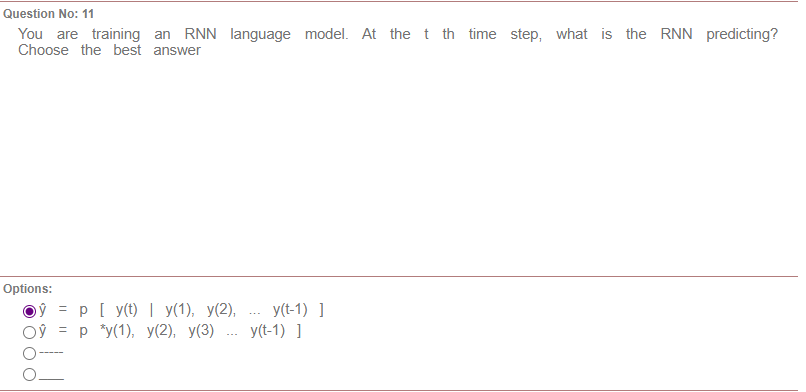 Question No: 11
You are training an RNN language model. At the t th time step, what is the RNN predicting?
Choose the best answer
Options:
ŷ = p [ y(t) | y(1), y(2), ... y(t-1) ]
ŷ = p *y(1), y(2), y(3) ... y(t-1) ]
-----
____